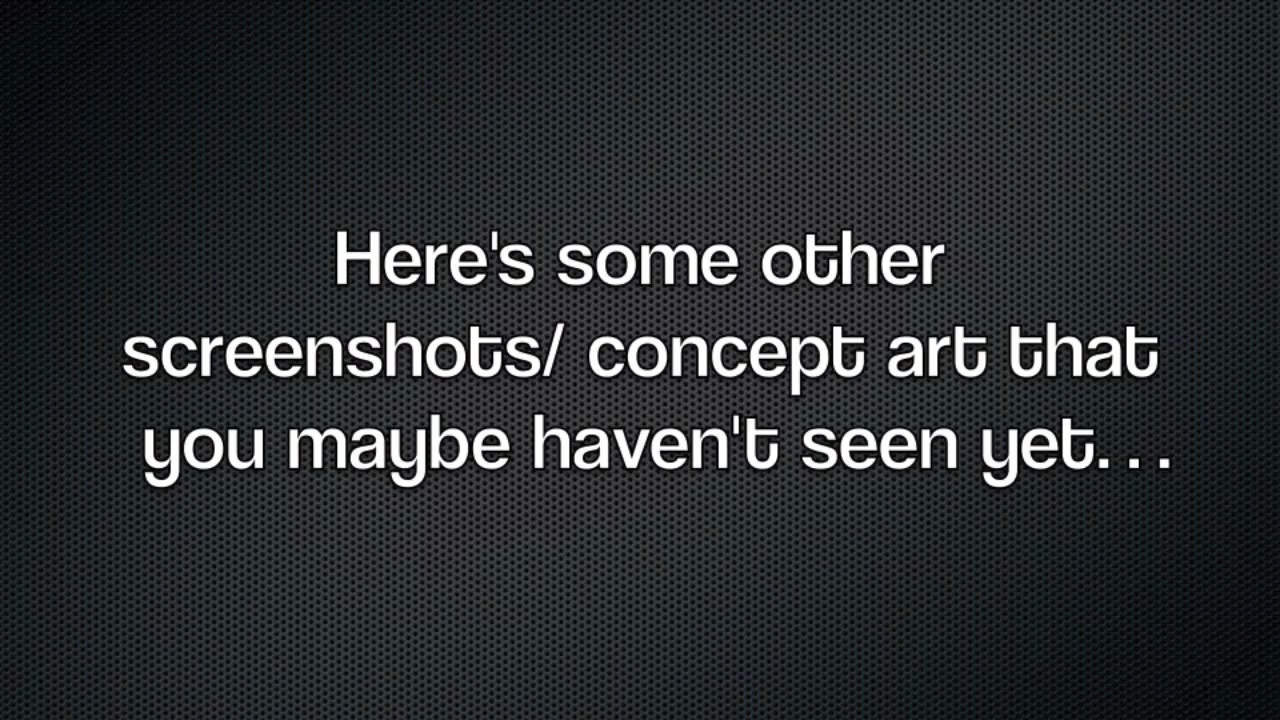 Here's some other
screenshots/ concept art that
you maybe haven't seen yet...